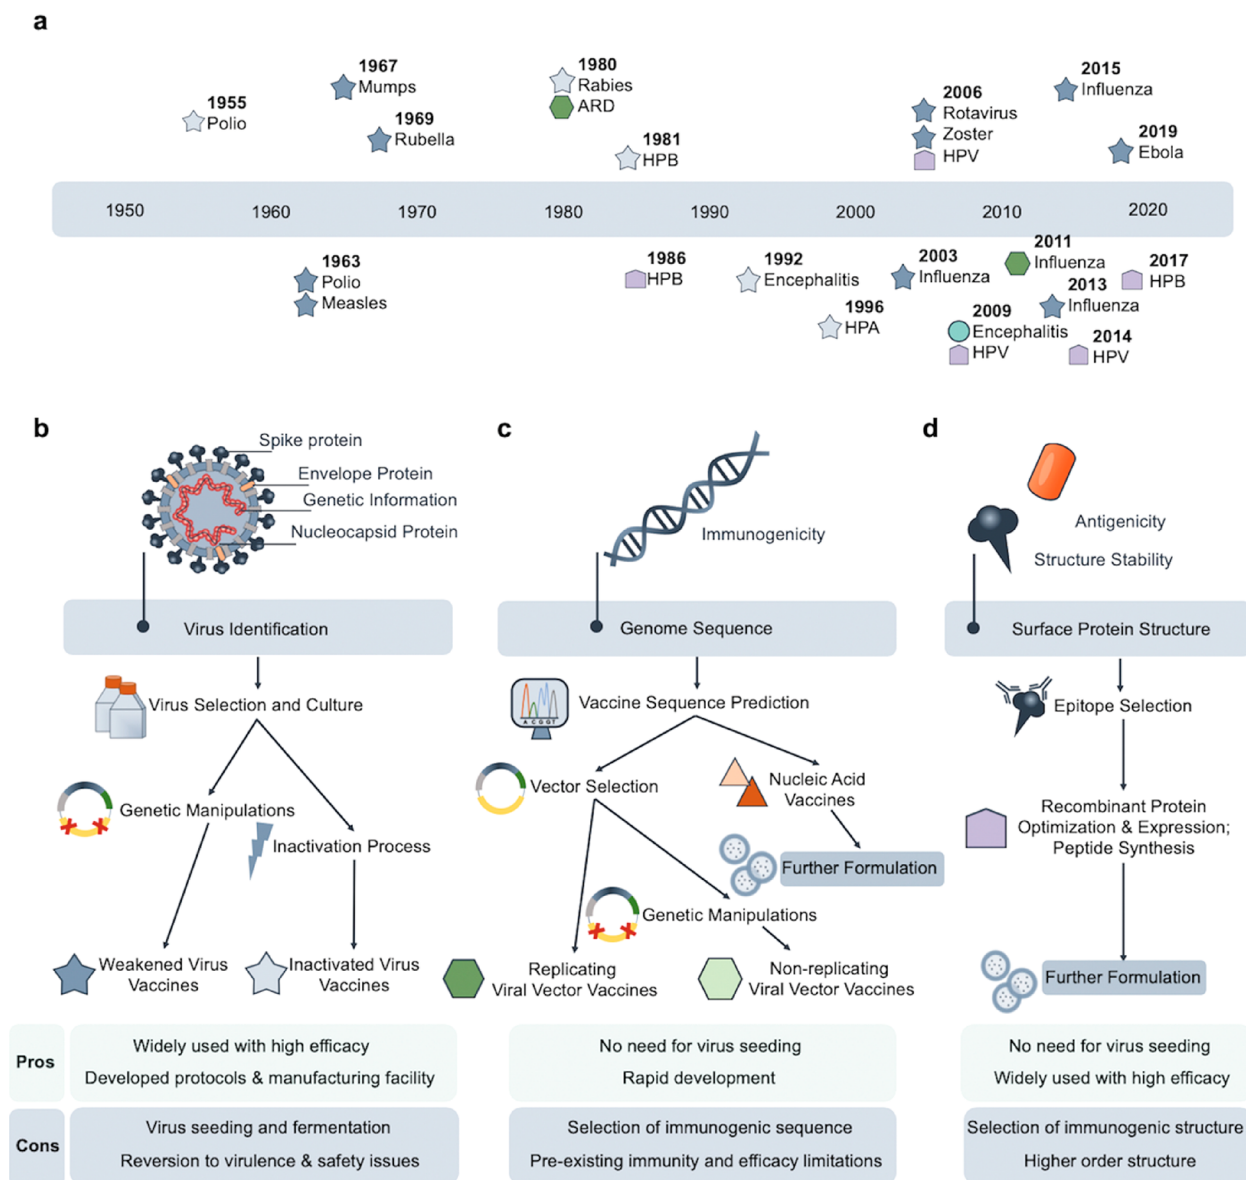 a
1955
Polio
1967
Mumps
1969
Rubella
1980
Rabies
ARD
1981
HPB
2006
Rotavirus
Zoster
HPV
2015
Influenza
2019
Ebola
1950 1960 1970 1980 1990 2000 2010 2020
1963
Polio
Measles
1986
HPB
1992
Encephalitis
1996
HPA
2003
Influenza
2009
Encephalitis
HPV
2011
Influenza
2013
Influenza
2014
HPV
2017
HPB
b
Spike protein
Envelope Protein
Genetic Information
Nucleocapsid Protein
Virus Identification
Virus Selection and Culture
Genetic Manipulations
Inactivation Process
Weakened Virus
Vaccines
Inactivated Virus
Vaccines
c
Immunogenicity
Genome Sequence
A C G G T
Vaccine Sequence Prediction
Vector Selection
Nucleic Acid
Vaccines
Further Formulation
Genetic Manipulations
Replicating
Viral Vector Vaccines
Non-replicating
Viral Vector Vaccines
d
Antigenicity
Structure Stability
Surface Protein Structure
Epitope Selection
Recombinant Protein
Optimization & Expression;
Peptide Synthesis
Further Formulation
Pros
Widely used with high efficacy
Developed protocols & manufacturing facility
No need for virus seeding
Rapid development
No need for virus seeding
Widely used with high efficacy
Cons
Virus seeding and fermentation
Reversion to virulence & safety issues
Selection of immunogenic sequence
Pre-existing immunity and efficacy limitations
Selection of immunogenic structure
Higher order structure